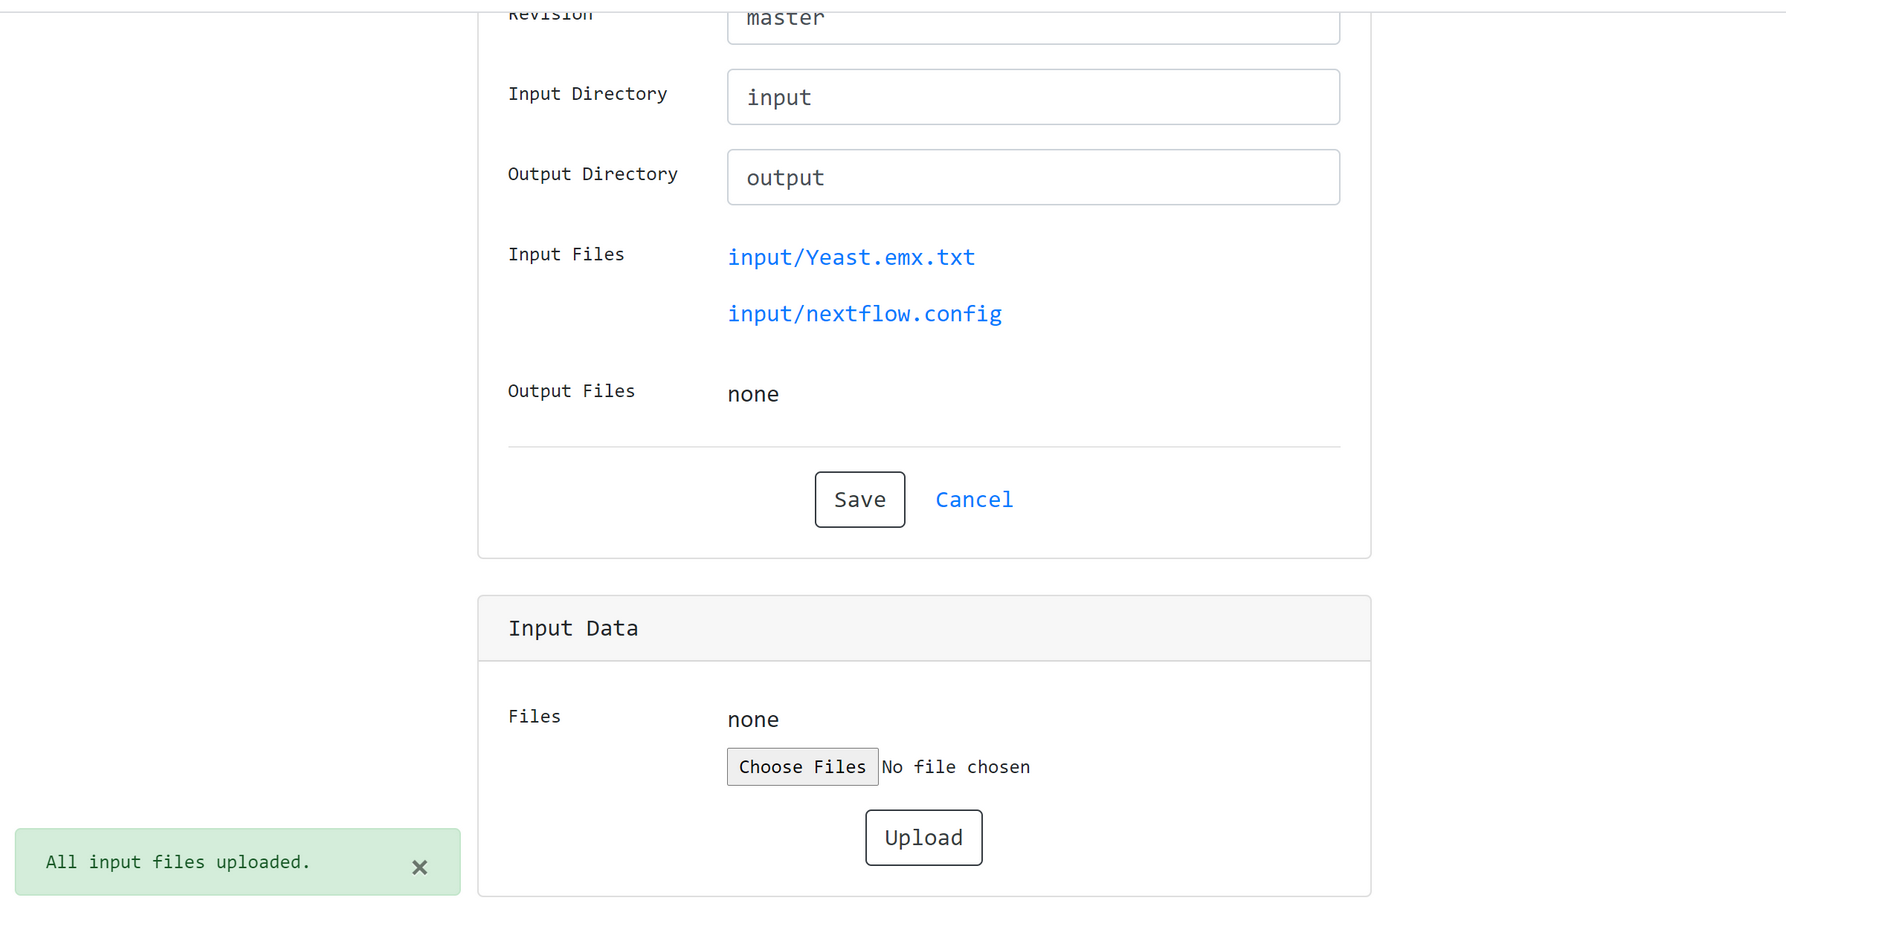 Revision master
Input Directory input
Output Directory output
Input Files input/Yeast.emx.txt
input/nextflow.config
Output Files none
Save Cancel
Input Data
Files none
Choose Files No file chosen
Upload
All input files uploaded. ×